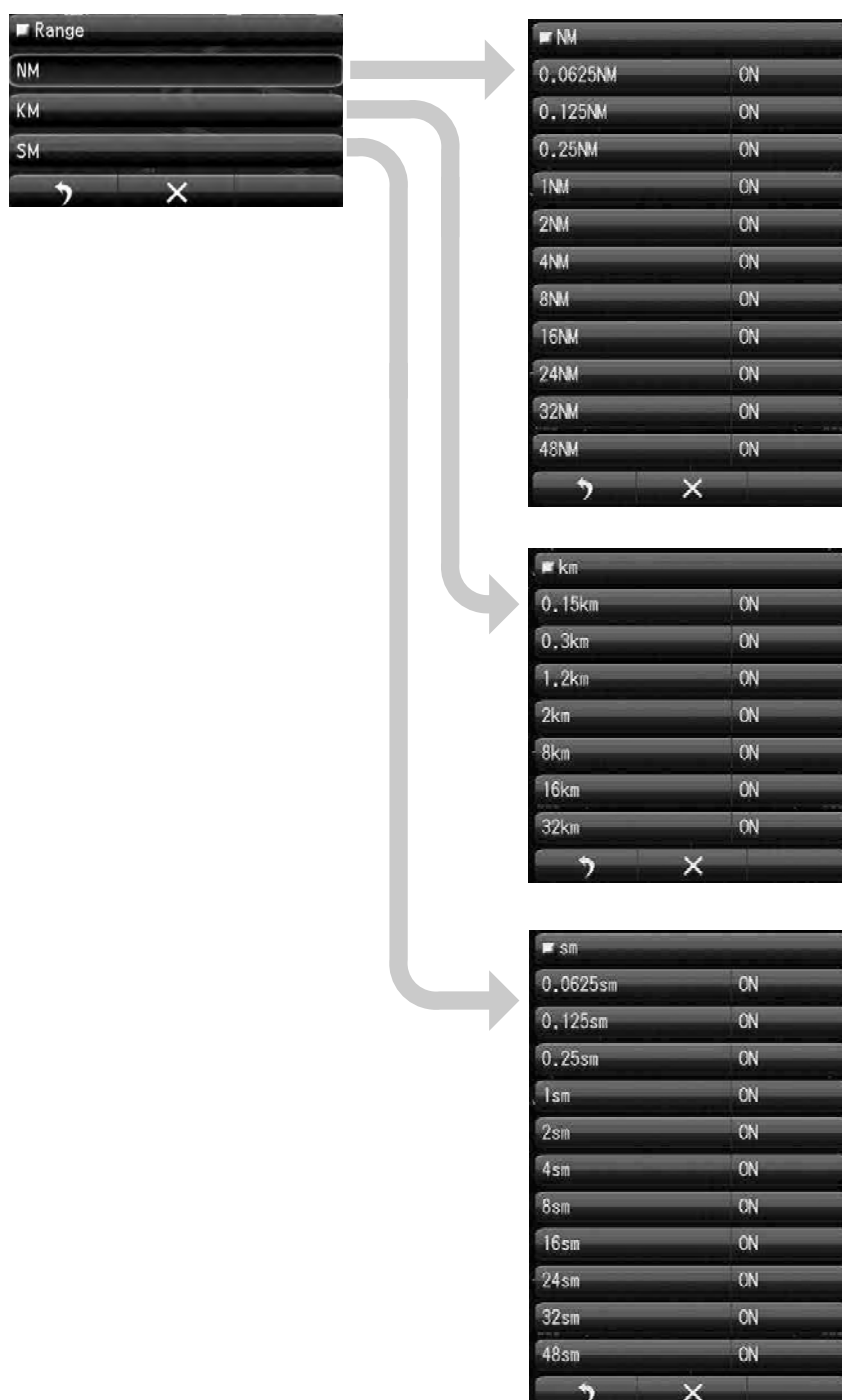 Range
NM
KM
SM
NM
0.0625NM ON
0.125NM ON
0.25NM ON
1NM ON
2NM ON
4NM ON
8NM ON
16NM ON
24NM ON
32NM ON
48NM ON
km
0.15km ON
0.3km ON
1.2km ON
2km ON
8km ON
16km ON
32km ON
sm
0.0625sm ON
0.125sm ON
0.25sm ON
1sm ON
2sm ON
4sm ON
8sm ON
16sm ON
24sm ON
32sm ON
48sm ON